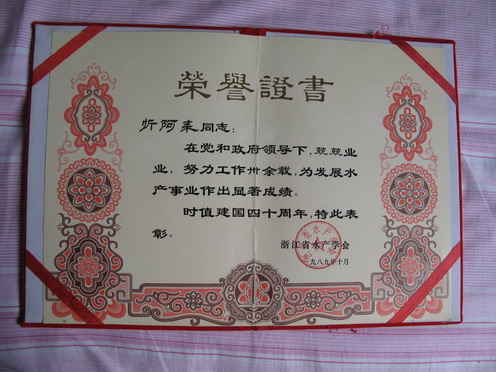 榮譽證書
忻阿来同志：
在党和政府领导下，兢兢业
业，努力工作卅余载，为发展水
产事业作出显著成绩。
时值建国四十周年，特此表
彰。
浙江省水产学会
一九八九年十月